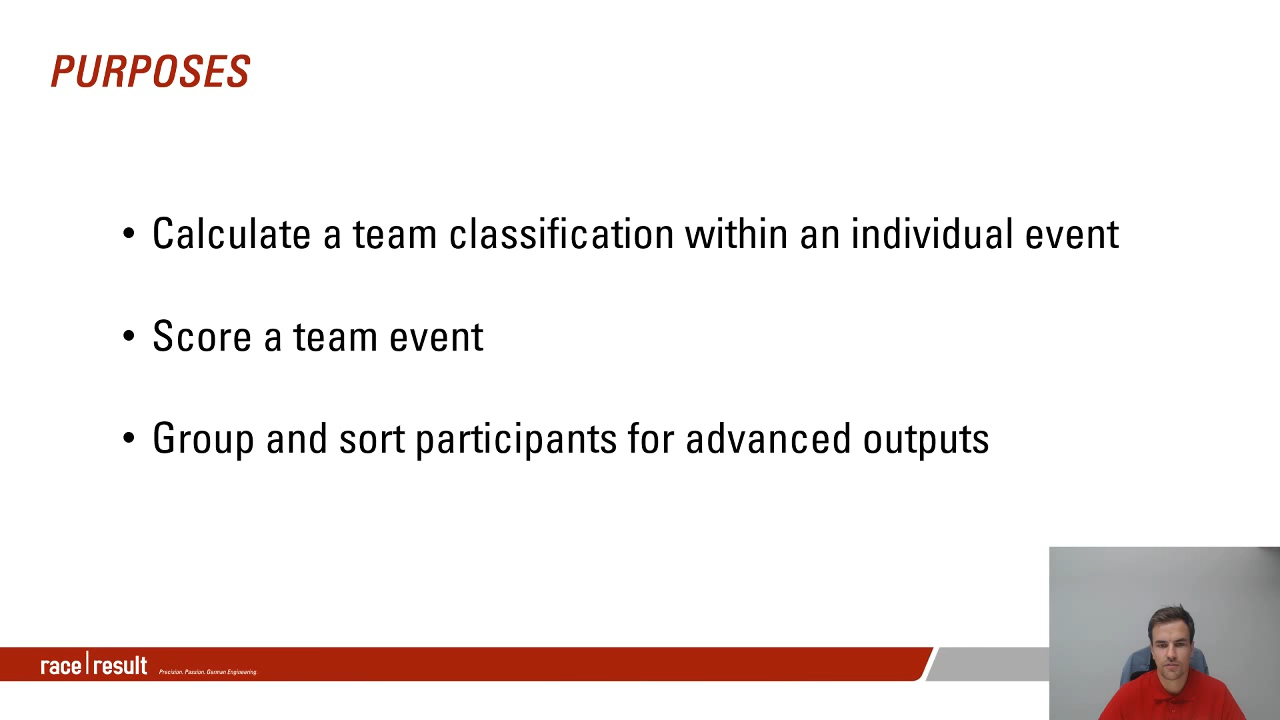 PURPOSES
• Calculate a team classification within an individual event
• Score a team event
• Group and sort participants for advanced outputs
race|result Precision. Passion. German Engineering.